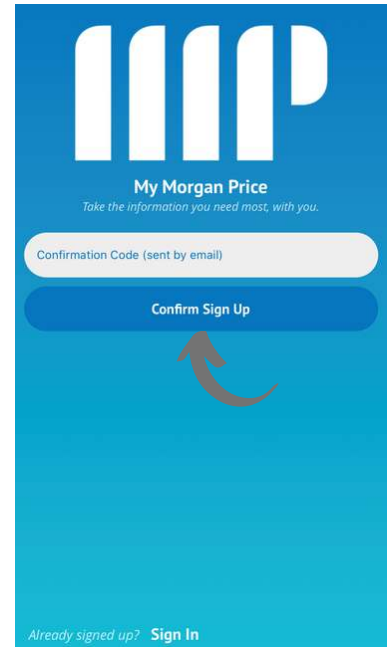 My Morgan Price
Take the information you need most, with you.
Confirmation Code (sent by email)
Confirm Sign Up
Already signed up? Sign In